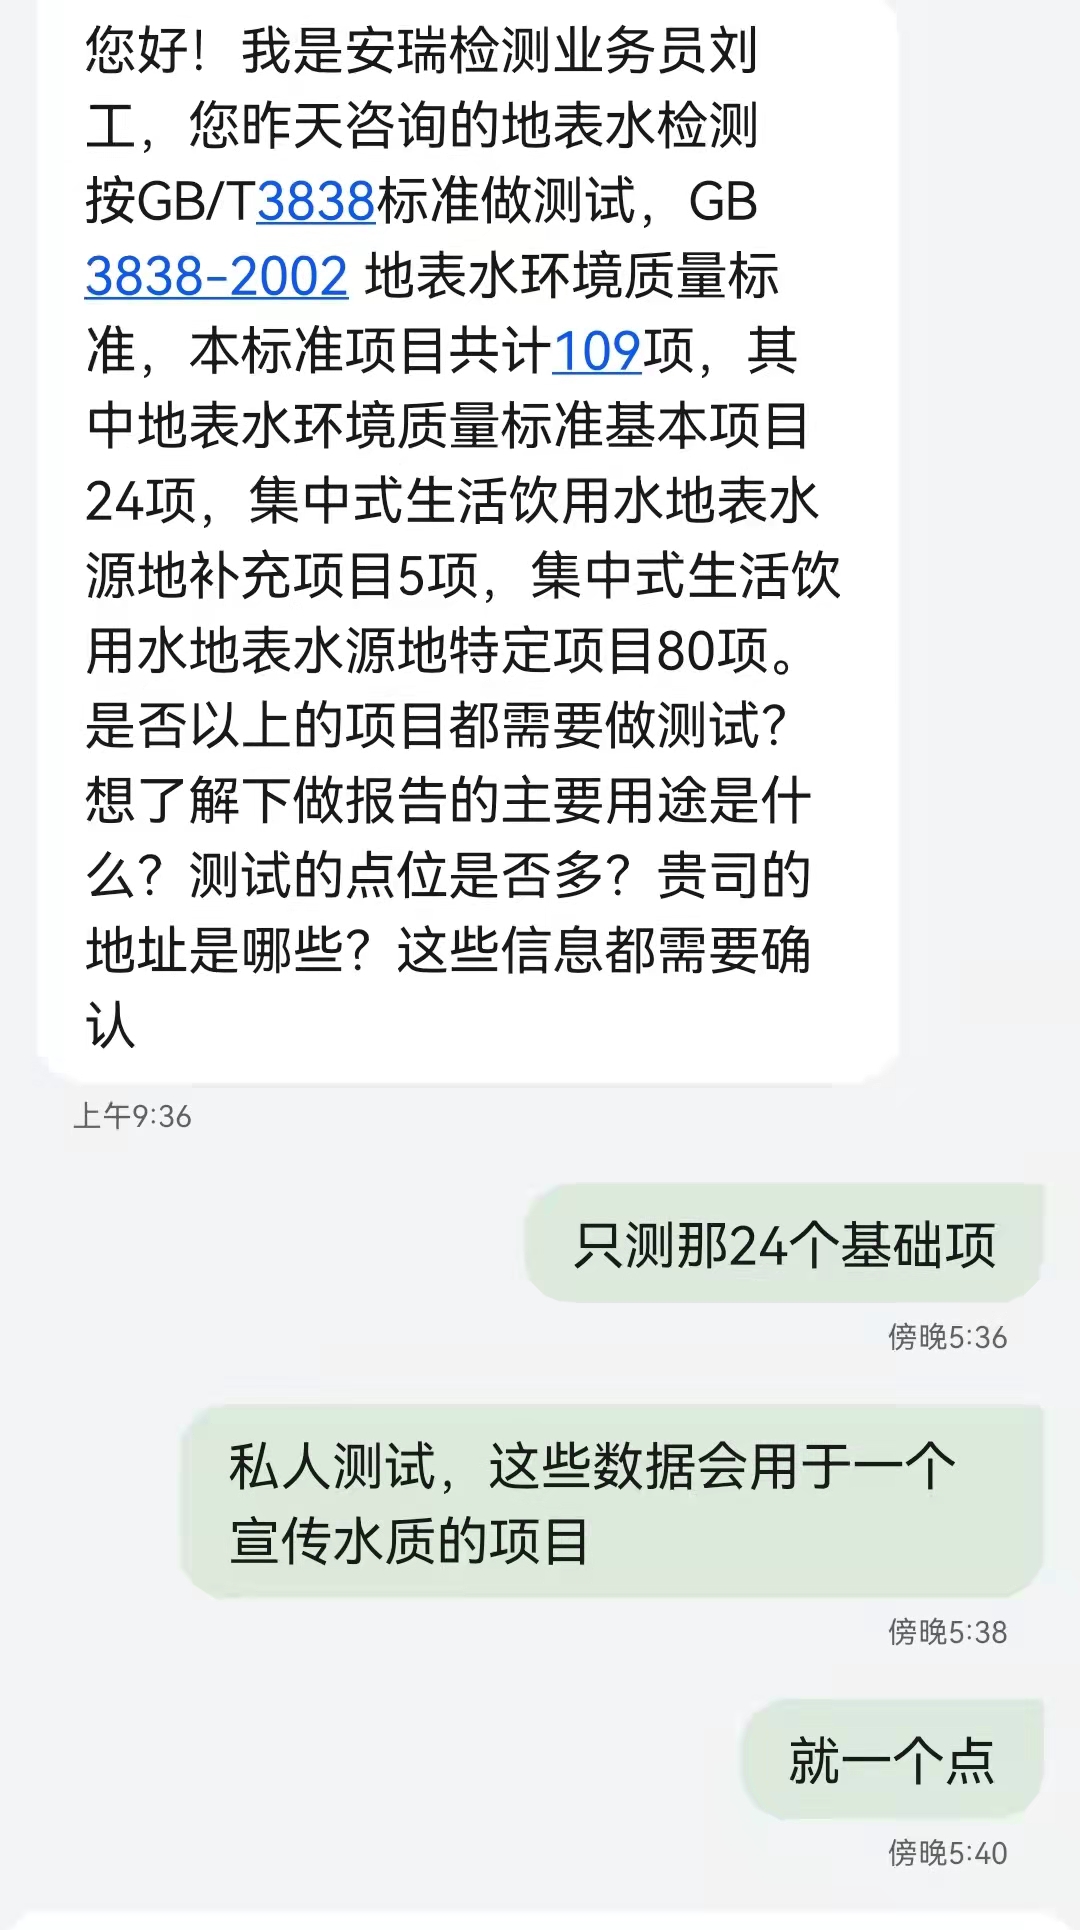 您好！我是安瑞检测业务员刘
工，您昨天咨询的地表水检测
按GB/T3838标准做测试，GB
3838-2002 地表水环境质量标
准，本标准项目共计109项，其
中地表水环境质量标准基本项目
24项，集中式生活饮用水地表水
源地补充项目5项，集中式生活饮
用水地表水源地特定项目80项。
是否以上的项目都需要做测试？
想了解下做报告的主要用途是什
么？测试的点位是否多？贵司的
地址是哪些？这些信息都需要确
认
上午9:36
只测那24个基础项
傍晚5:36
私人测试，这些数据会用于一个
宣传水质的项目
傍晚5:38
就一个点
傍晚5:40